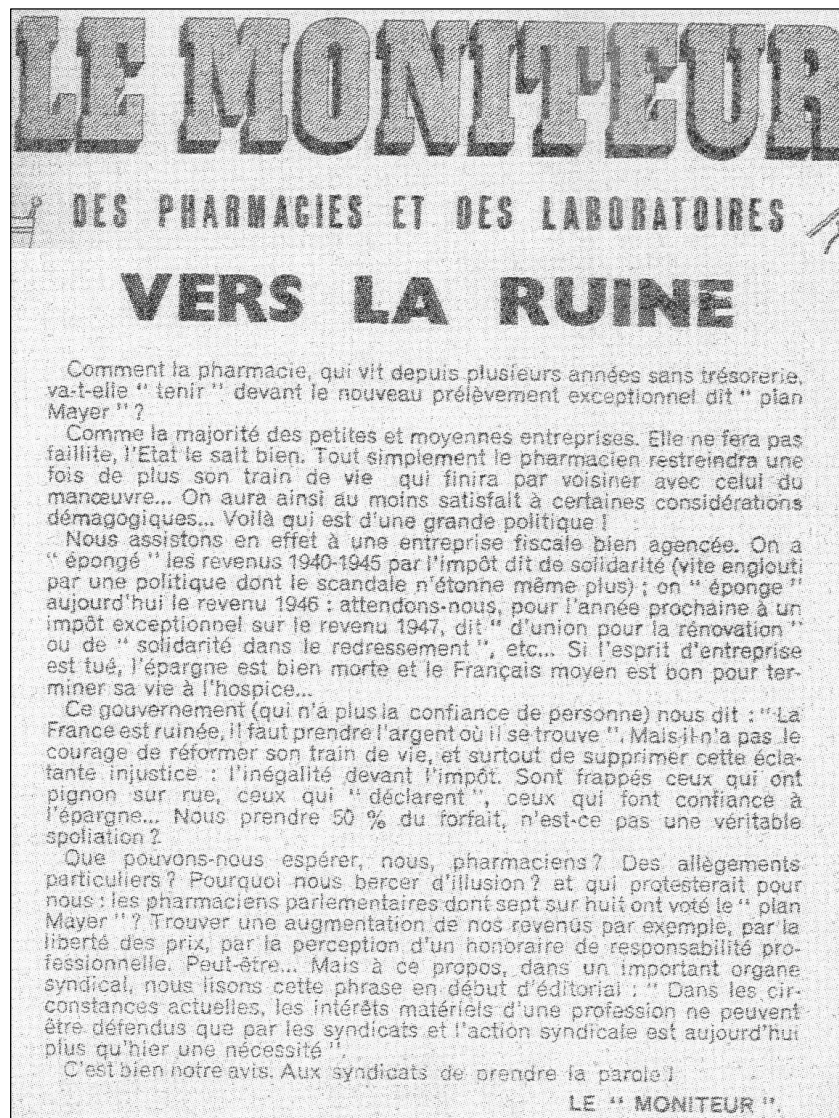 LE MONITEUR
DES PHARMACIES ET DES LABORATOIRES
VERS LA RUINE
Comment la pharmacie, qui vit depuis plusieurs années sans trésorerie,
va-t-elle " tenir " devant le nouveau prélèvement exceptionnel dit " plan
Mayer " ?
Comme la majorité des petites et moyennes entreprises. Elle ne fera pas
faillite, l'Etat le sait bien. Tout simplement le pharmacien restreindra une
fois de plus son train de vie qui finira par voisiner avec celui du
manœuvre... On aura ainsi au moins satisfait à certaines considérations
démagogiques... Voilà qui est d'une grande politique !
Nous assistons en effet à une entreprise fiscale bien agencée. On a
" épongé " les revenus 1940-1945 par l'impôt dit de solidarité (vite englouti
par une politique dont le scandale n'étonne même plus) ; on " éponge "
aujourd'hui le revenu 1946 : attendons-nous, pour l'année prochaine à un
impôt exceptionnel sur le revenu 1947, dit " d'union pour la rénovation "
ou de " solidarité dans le redressement ", etc... Si l'esprit d'entreprise
est tué, l'épargne est bien morte et le Français moyen est bon pour ter-
miner sa vie à l'hospice...
Ce gouvernement (qui n'a plus la confiance de personne) nous dit : " La
France est ruinée, il faut prendre l'argent où il se trouve ". Mais il n'a pas le
courage de réformer son train de vie, et surtout de supprimer cette écla-
tante injustice : l'inégalité devant l'impôt. Sont frappés ceux qui ont
pignon sur rue, ceux qui " déclarent ", ceux qui font confiance à
l'épargne... Nous prendre 50 % du forfait, n'est-ce pas une véritable
spoliation ?
Que pouvons-nous espérer, nous, pharmaciens ? Des allègements
particuliers ? Pourquoi nous bercer d'illusion ? et qui protesterait pour
nous : les pharmaciens parlementaires dont sept sur huit ont voté le " plan
Mayer " ? Trouver une augmentation de nos revenus par exemple, par la
liberté des prix, par la perception d'un honoraire de responsabilité pro-
fessionnelle. Peut-être... Mais à ce propos, dans un important organe
syndical, nous lisons cette phrase en début d'éditorial : " Dans les cir-
constances actuelles, les intérêts matériels d'une profession ne peuvent
être défendus que par les syndicats et l'action syndicale est aujourd'hui
plus qu'hier une nécessité ".
C'est bien notre avis. Aux syndicats de prendre la parole !
LE " MONITEUR ".